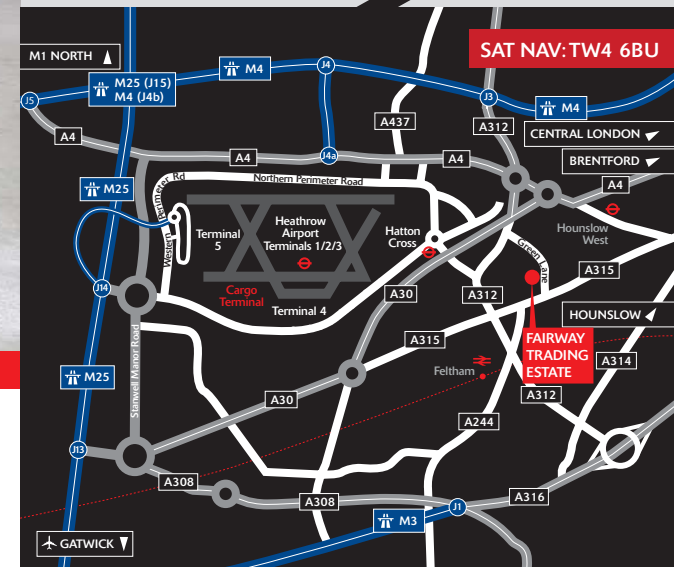 SAT NAV: TW4 6BU
M1 NORTH
M4
J4
M25 (J15)
M4 (J4b)
J5
J3
M4
A437
A312
CENTRAL LONDON
A4
BRENTFORD
A4
J4a
A4
A4
M25
Western Perimeter Rd
Northern Perimeter Road
Hounslow
West
Terminal
5
Heathrow
Airport
Terminals 1/2/3
Hatton
Cross
Green Lane
A315
Cargo
Terminal
J14
A30
A312
Terminal 4
HOUNSLOW
Stanwell Manor Road
A315
FAIRWAY
TRADING
ESTATE
A314
Feltham
M25
A312
A30
A244
J13
A308
A308
J1
A316
M3
GATWICK